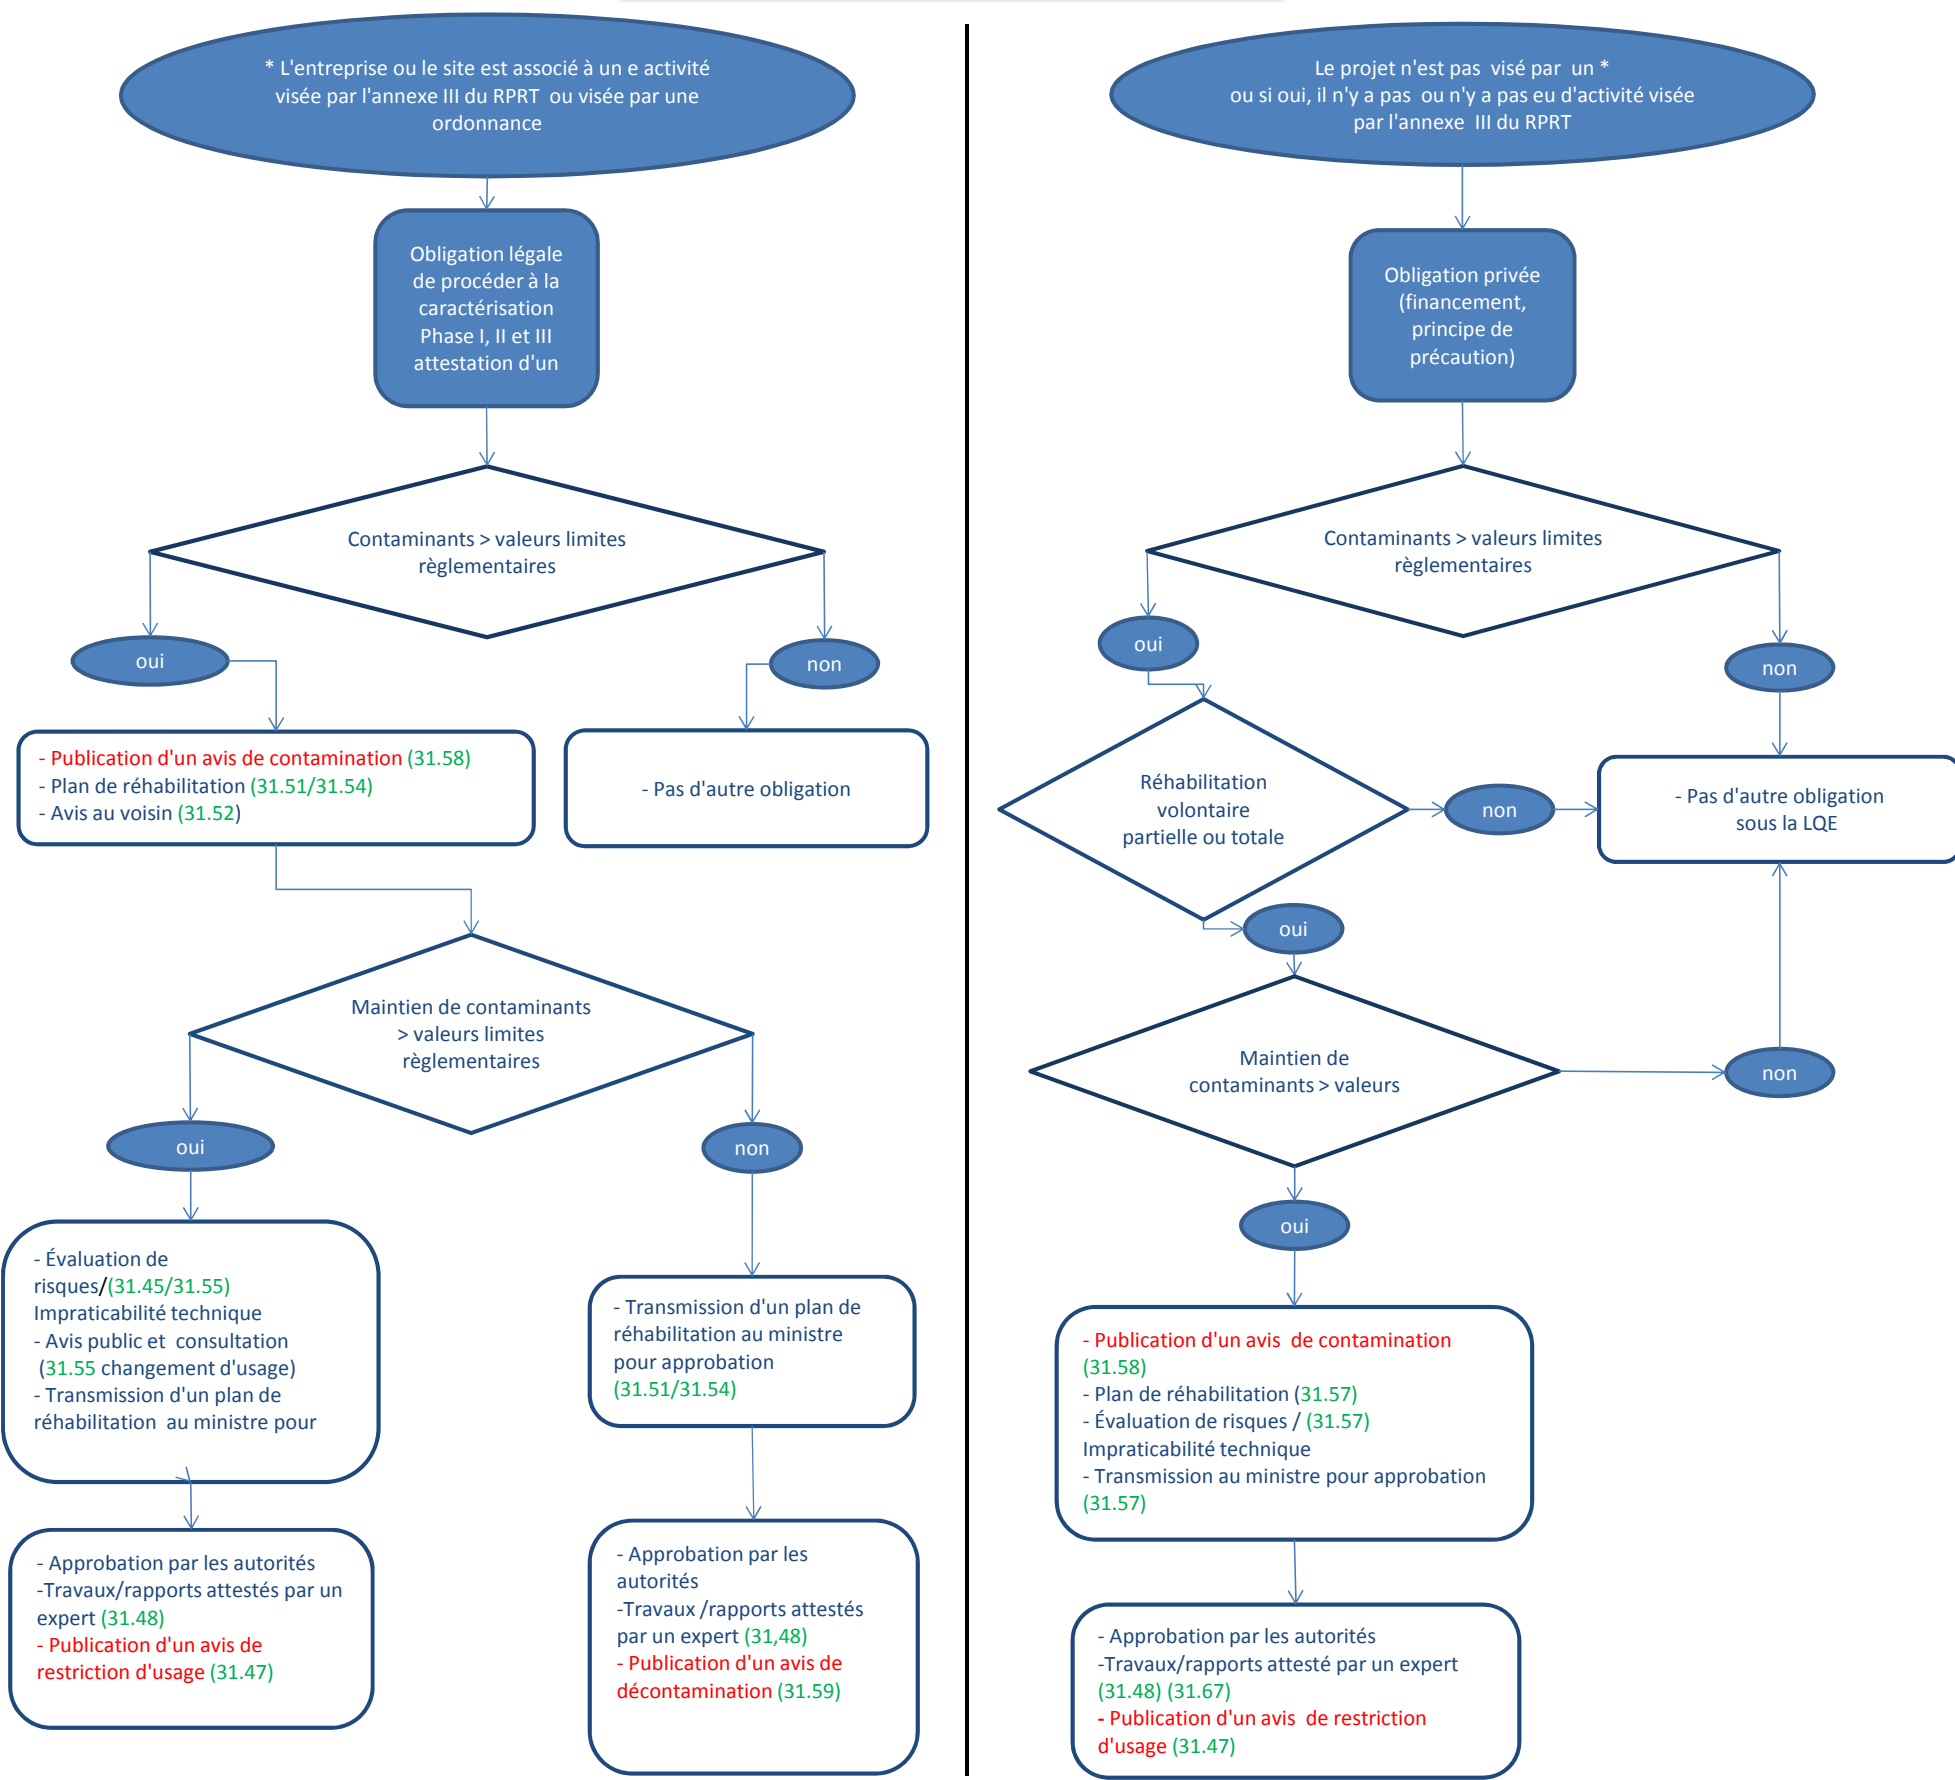 * L'entreprise ou le site est associé à un e activité
visée par l'annexe III du RPRT ou visée par une
ordonnance
Obligation légale
de procéder à la
caractérisation
Phase I, II et III
attestation d'un
Contaminants > valeurs limites
règlementaires
oui
non
- Publication d'un avis de contamination (31.58)
- Plan de réhabilitation (31.51/31.54)
- Avis au voisin (31.52)
- Pas d'autre obligation
Maintien de contaminants
> valeurs limites
règlementaires
oui
non
- Évaluation de
risques/(31.45/31.55)
Impraticabilité technique
- Avis public et consultation
(31.55 changement d'usage)
- Transmission d'un plan de
réhabilitation au ministre pour
- Transmission d'un plan de
réhabilitation au ministre
pour approbation
(31.51/31.54)
- Approbation par les autorités
-Travaux/rapports attestés par un
expert (31.48)
- Publication d'un avis de
restriction d'usage (31.47)
- Approbation par les
autorités
-Travaux /rapports attestés
par un expert (31,48)
- Publication d'un avis de
décontamination (31.59)
Le projet n'est pas visé par un *
ou si oui, il n'y a pas ou n'y a pas eu d'activité visée
par l'annexe III du RPRT
Obligation privée
(financement,
principe de
précaution)
Contaminants > valeurs limites
règlementaires
oui
non
Réhabilitation
volontaire
partielle ou totale
non
- Pas d'autre obligation
sous la LQE
oui
Maintien de
contaminants > valeurs
non
oui
- Publication d'un avis de contamination
(31.58)
- Plan de réhabilitation (31.57)
- Évaluation de risques / (31.57)
Impraticabilité technique
- Transmission au ministre pour approbation
(31.57)
- Approbation par les autorités
-Travaux/rapports attesté par un expert
(31.48) (31.67)
- Publication d'un avis de restriction
d'usage (31.47)